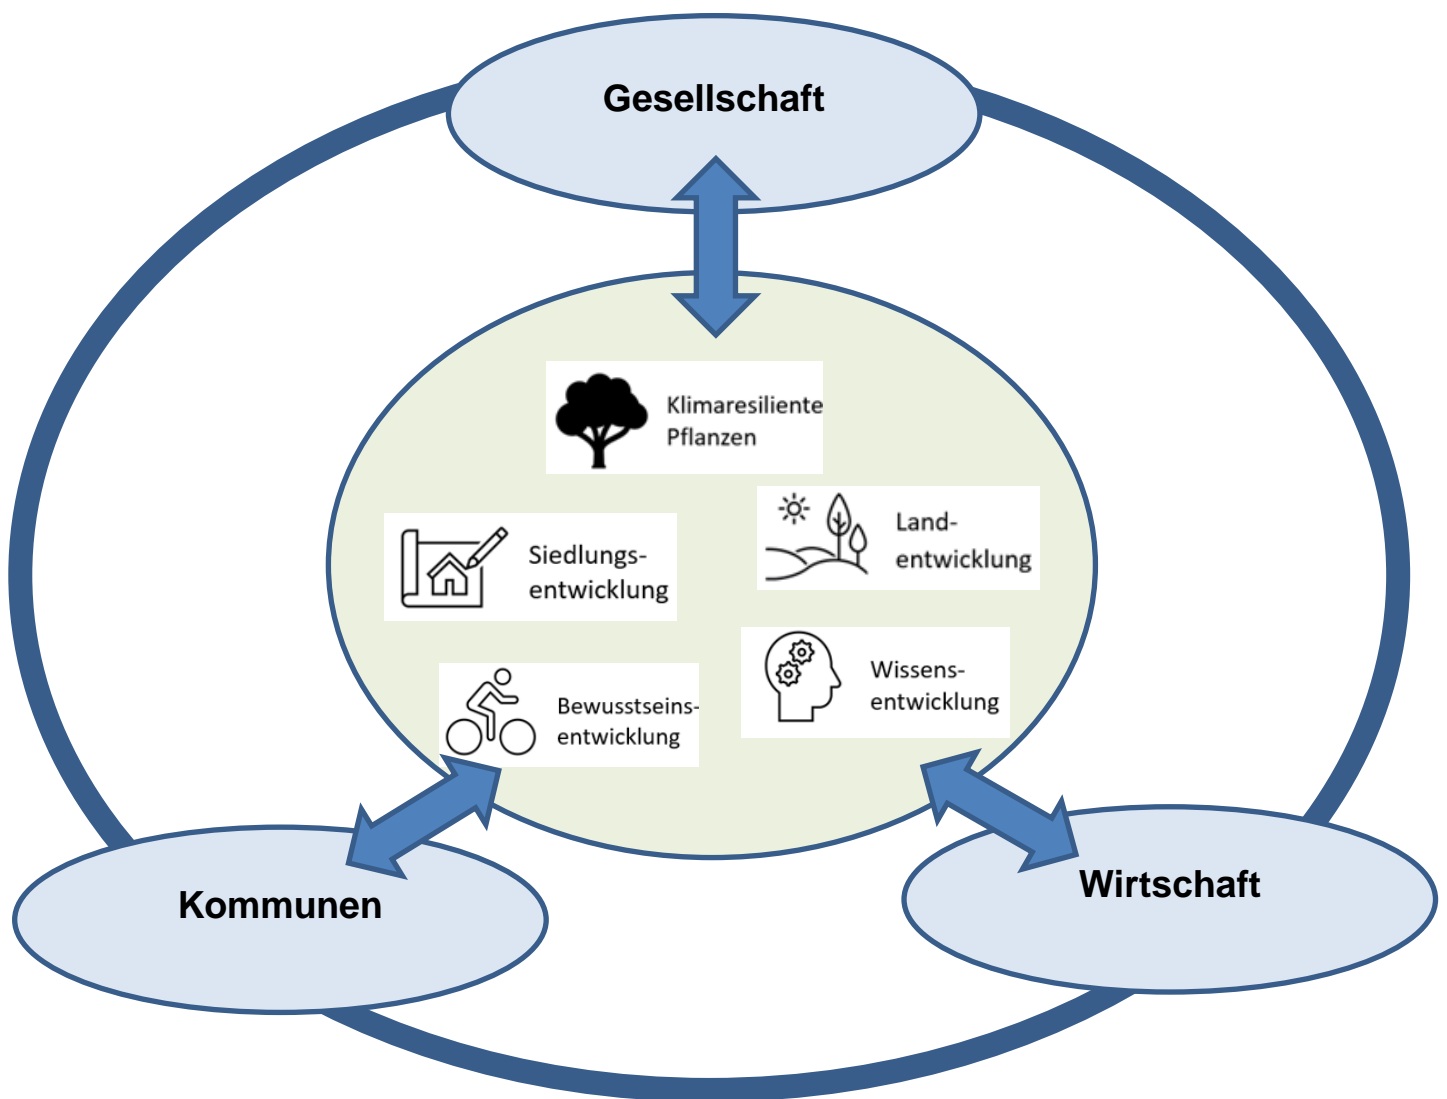 Gesellschaft
Klimaresiliente
Pflanzen
Land-
entwicklung
Siedlungs-
entwicklung
Wissens-
entwicklung
Bewusstseins-
entwicklung
Kommunen
Wirtschaft